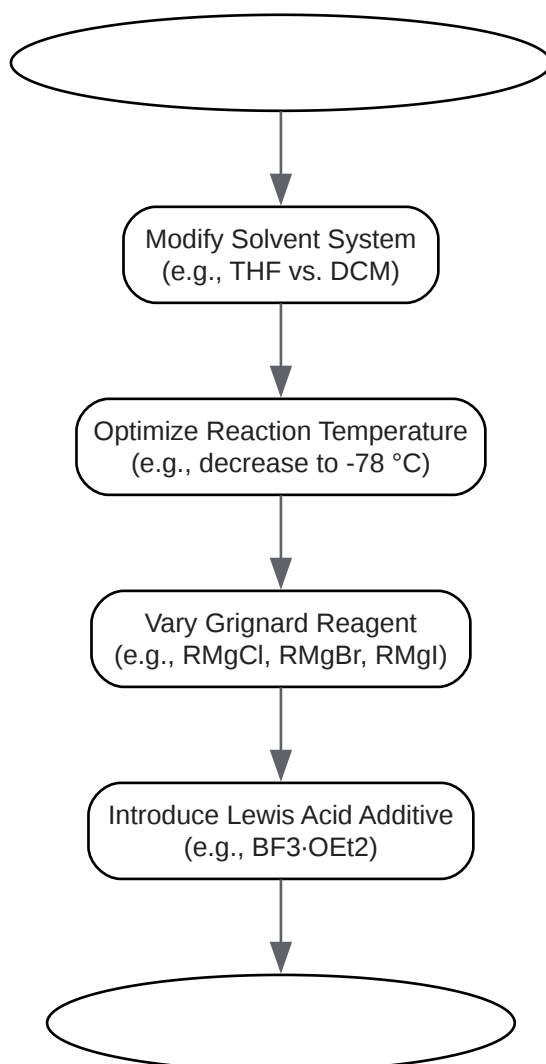 Modify Solvent System
(e.g., THF vs. DCM)
Optimize Reaction Temperature
(e.g., decrease to -78 °C)
Vary Grignard Reagent
(e.g., RMgCl, RMgBr, RMgI)
Introduce Lewis Acid Additive
(e.g., BF3·OEt2)